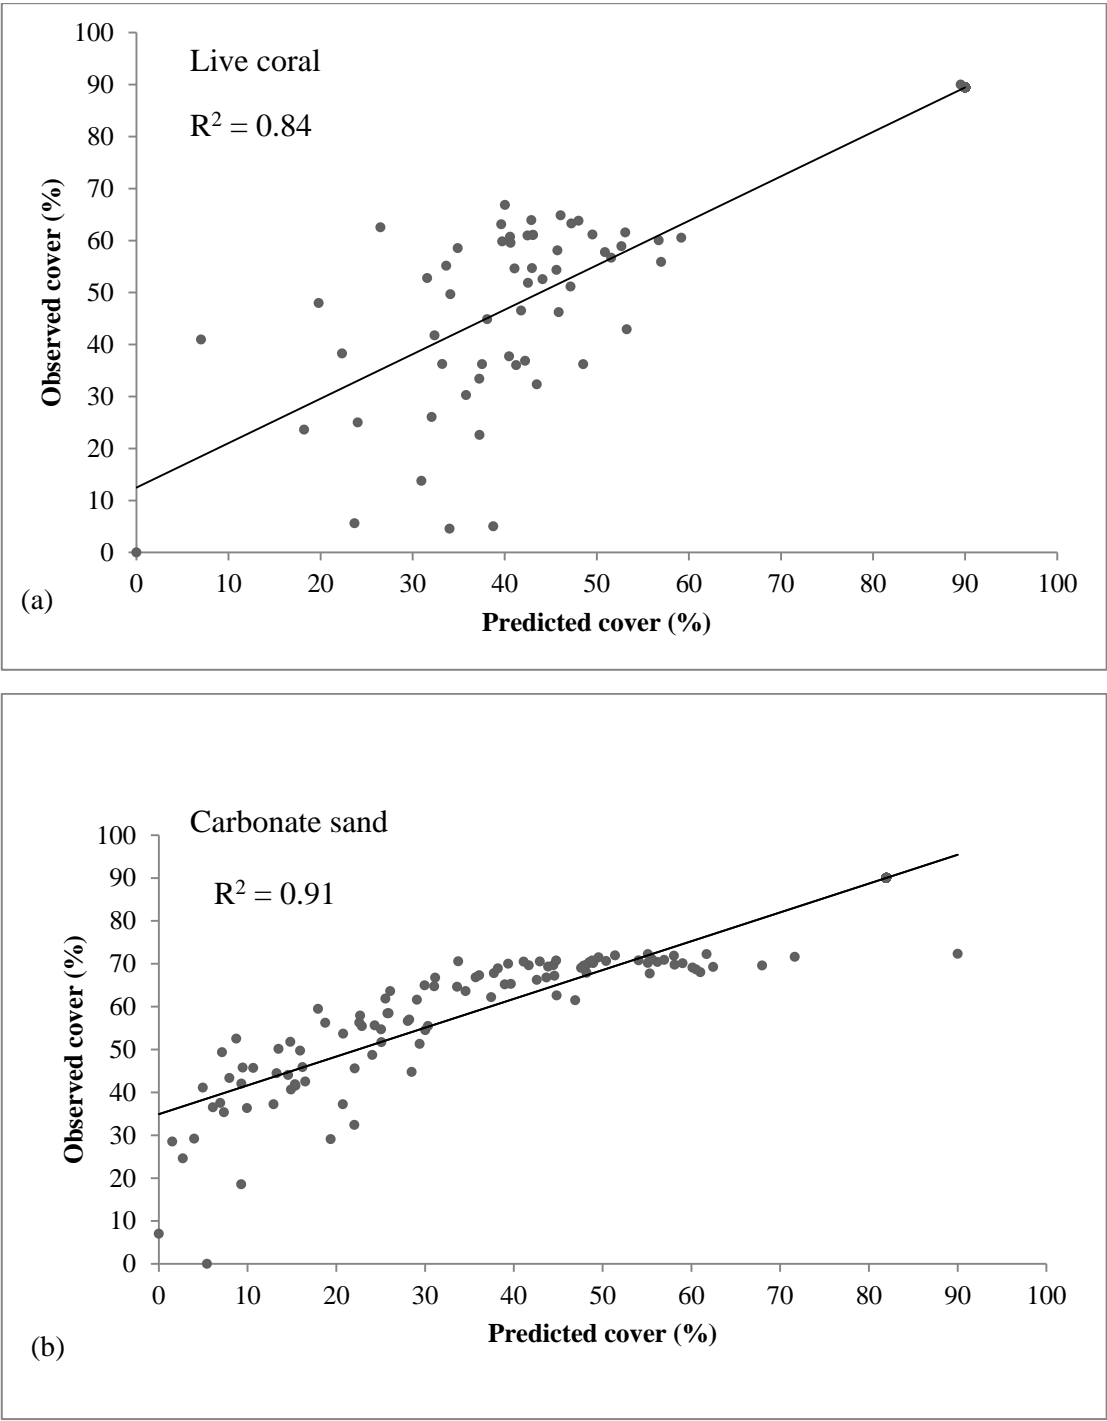 100
90
80
70
60
50
40
30
20
10
0
Live coral
R² = 0.84
Observed cover (%)
0 10 20 30 40 50 60 70 80 90 100
Predicted cover (%)
(a)
Carbonate sand
R² = 0.91
100
90
80
70
60
50
40
30
20
10
0
Observed cover (%)
0 10 20 30 40 50 60 70 80 90 100
Predicted cover (%)
(b)